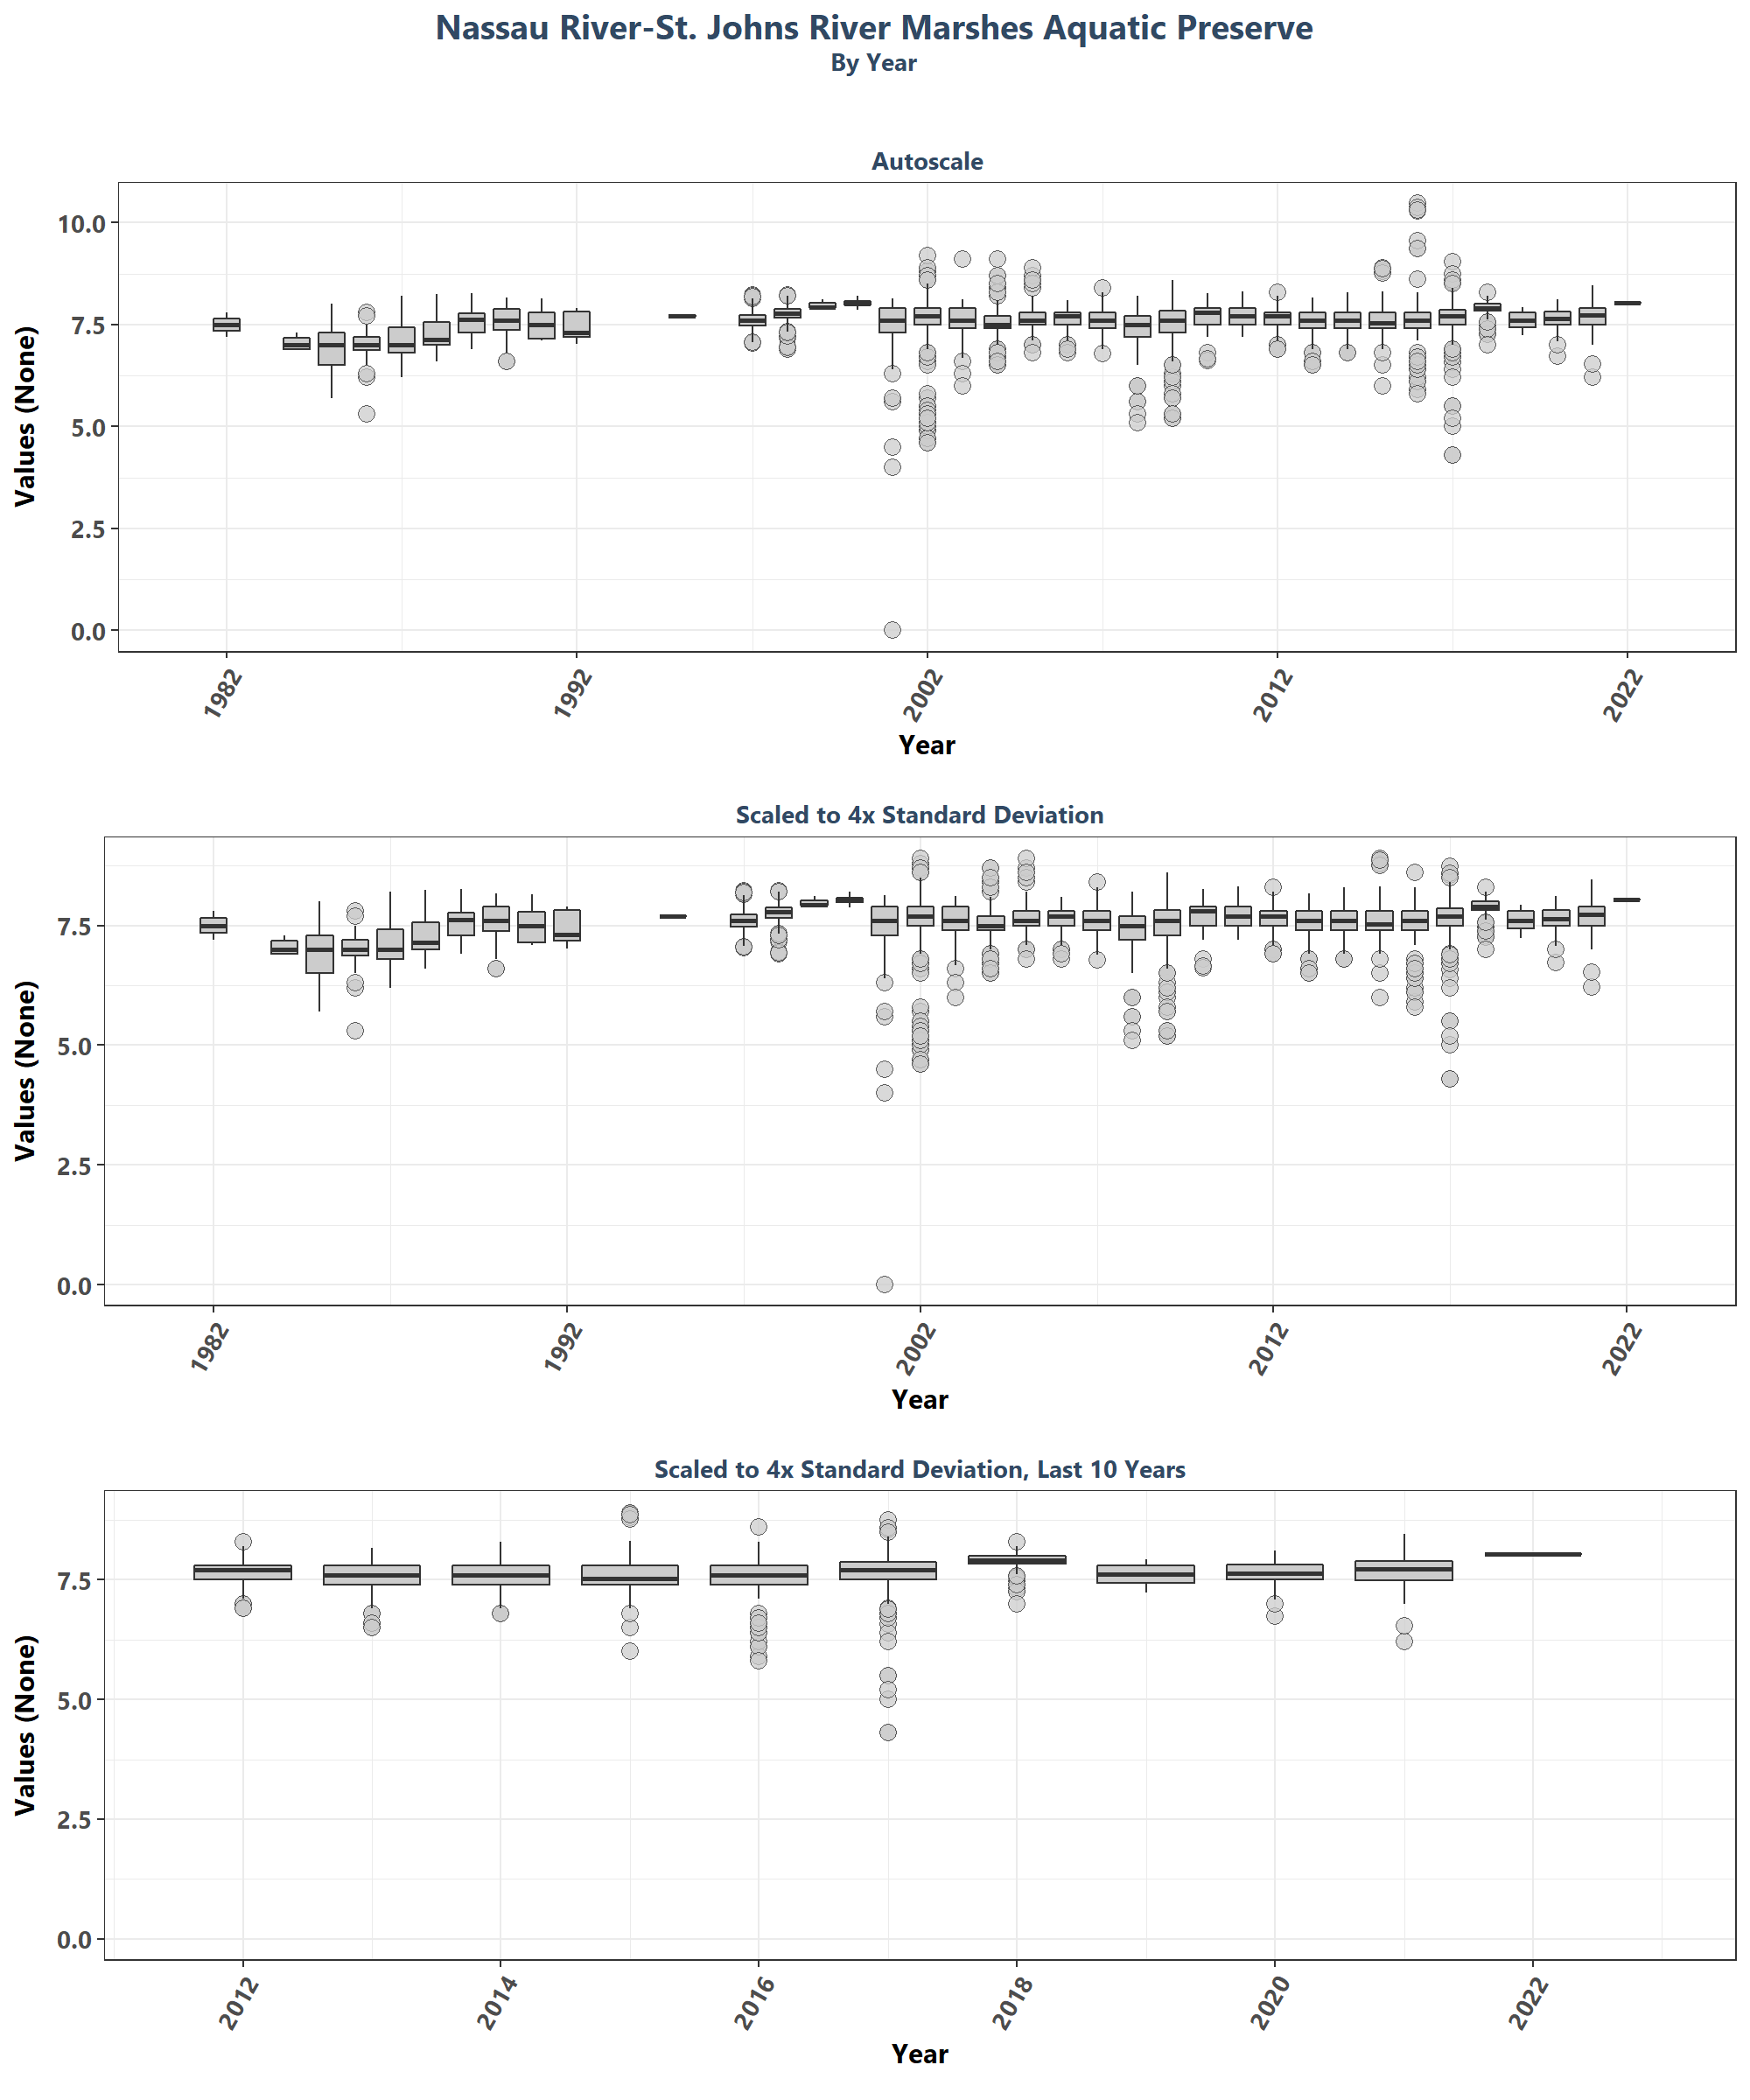 Nassau River-St. Johns River Marshes Aquatic Preserve
By Year
Autoscale
Values (None)
10.0
7.5
5.0
2.5
0.0
1982
1992
2002
2012
2022
Year
Scaled to 4x Standard Deviation
Values (None)
7.5
5.0
2.5
0.0
1982
1992
2002
2012
2022
Year
Scaled to 4x Standard Deviation, Last 10 Years
Values (None)
7.5
5.0
2.5
0.0
2012
2014
2016
2018
2020
2022
Year